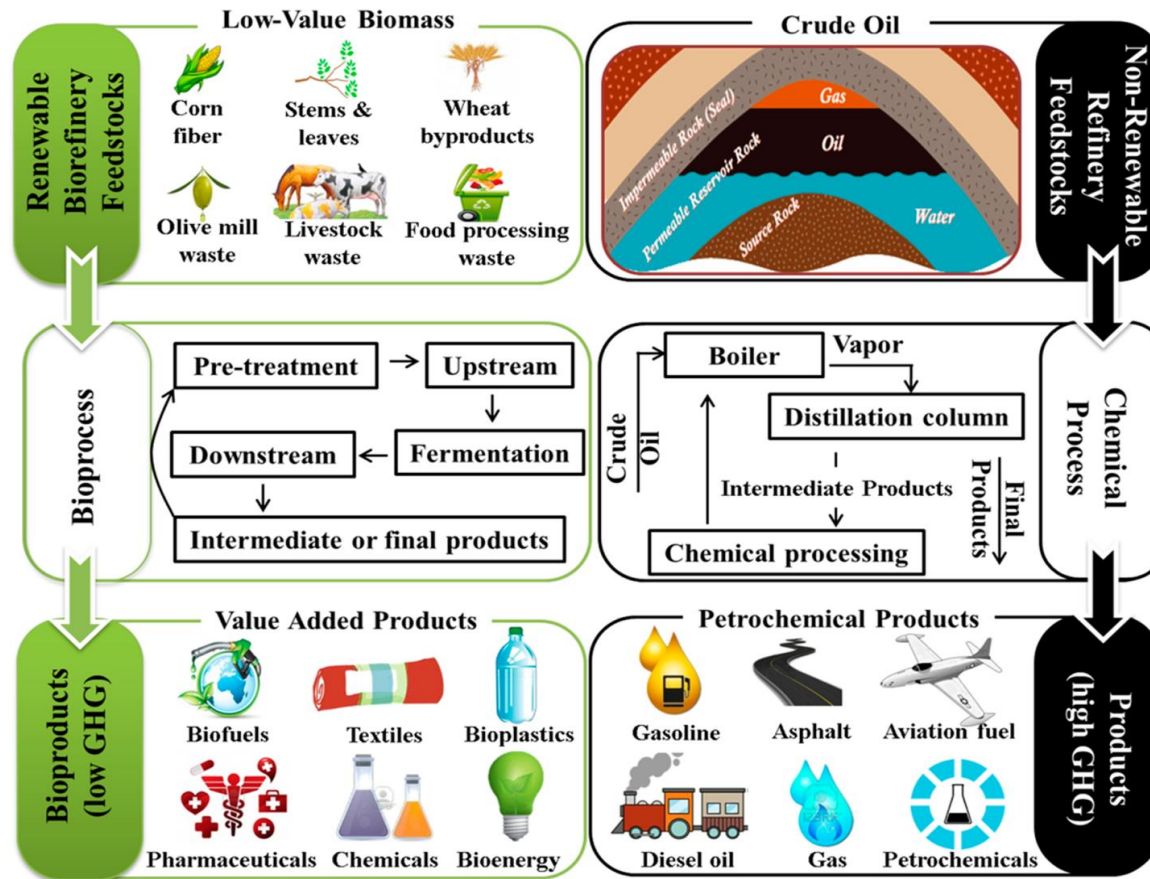 Low-Value Biomass
Renewable
Biorefinery
Feedstocks
Corn
fiber
Stems &
leaves
Wheat
byproducts
Olive mill
waste
Livestock
waste
Food processing
waste
Crude Oil
Gas
Oil
Water
Impermeable Rock (Seal)
Permeable Reservoir Rock
Source Rock
Non-Renewable
Refinery
Feedstocks
Bioprocess
Pre-treatment
Upstream
Downstream
Fermentation
Intermediate or final products
Boiler
Vapor
Distillation column
Crude
Oil
Intermediate Products
Chemical processing
Final
Products
Chemical
Process
Value Added Products
Bioproducts
(low GHG)
Biofuels
Textiles
Bioplastics
Pharmaceuticals
Chemicals
Bioenergy
Petrochemical Products
Gasoline
Asphalt
Aviation fuel
Diesel oil
Gas
Petrochemicals
Products
(high GHG)